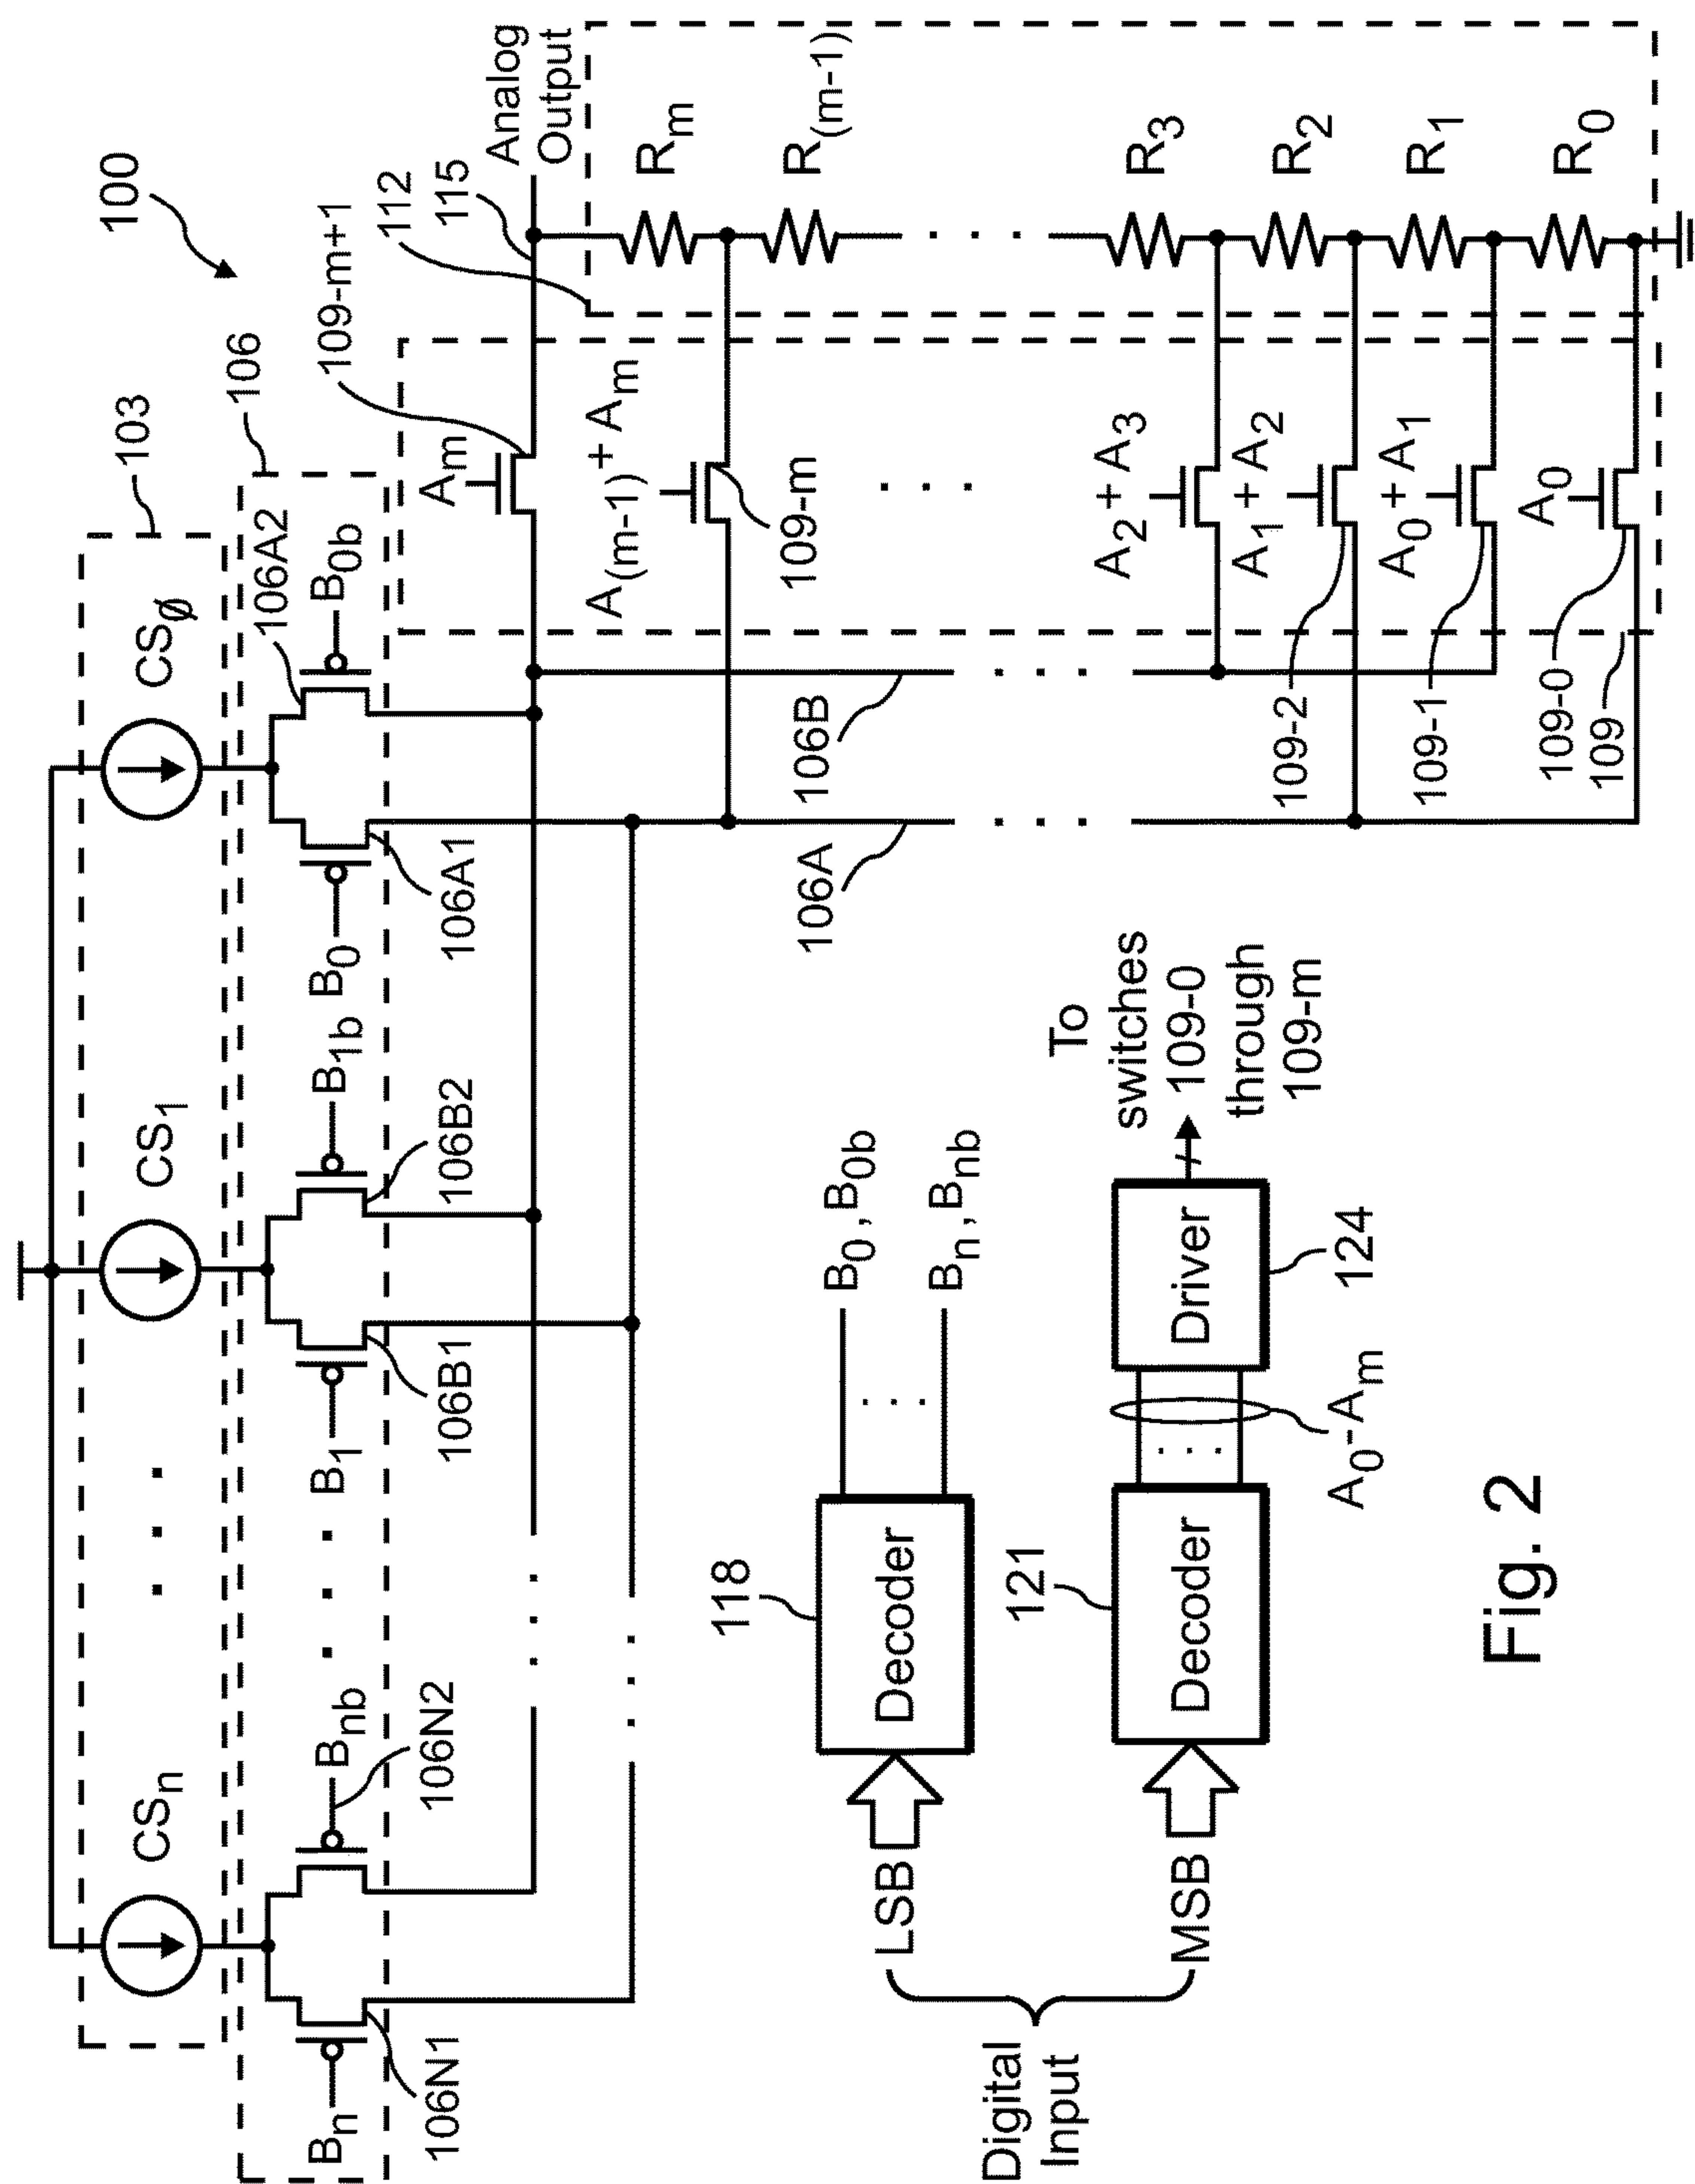 100
103
CSn
CS1
CS∅
106
Bn
Bnb
B1
B1b
B0
B0b
106N1
106N2
106B1
106B2
106A1
106A2
109-m+1
112
115
Analog
Output
Am
A(m-1)+Am
109-m
A2+A3
A1+A2
A0+A1
A0
Rm
R(m-1)
R3
R2
R1
R0
106A
106B
109-2
109-1
109-0
109
Digital
Input
LSB
118
Decoder
B0,B0b
Bn,Bnb
MSB
121
Decoder
A0-Am
Driver
124
To
switches
109-0
through
109-m
Fig. 2